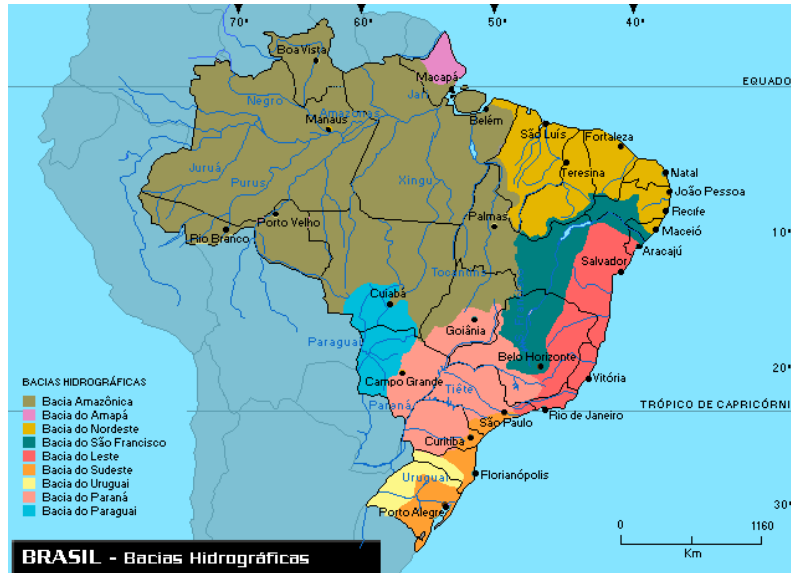 70° 60° 50° 40°
Boa Vista
Macapá
EQUADO
Negro
Jari
Amazonas
Manaus
Belém
São Luís
Fortaleza
Juruá
Purus
Xingu
Teresina
Natal
João Pessoa
Palmas
Recife
Porto Velho
Rio Branco
10°
Maceió
Aracajú
Salvador
Tocantins
Cuiabá
Goiânia
Paraguai
Belo Horizonte
20°
Campo Grande
Tiête
Vitória
BACIAS HIDROGRÁFICAS
Bacia Amazônica
Bacia do Amapá
Bacia do Nordeste
Bacia do São Francisco
Bacia do Leste
Bacia do Sudeste
Bacia do Uruguai
Bacia do Paraná
Bacia do Paraguai
Paraná
TRÓPICO DE CAPRICÓRNI
Rio de Janeiro
São Paulo
Curitiba
Florianópolis
Uruguai
Porto Alegre
30°
0 1160
Km
BRASIL - Bacias Hidrográficas